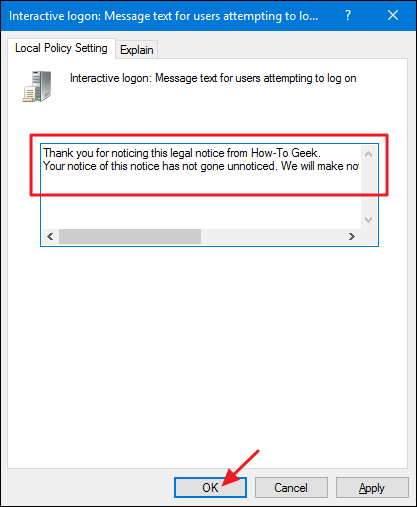 Interactive logon: Message text for users attempting to lo...
Local Policy Setting
Explain
Interactive logon: Message text for users attempting to log on
Thank you for noticing this legal notice from How-To Geek.
Your notice of this notice has not gone unnoticed. We will make
OK
Cancel
Apply